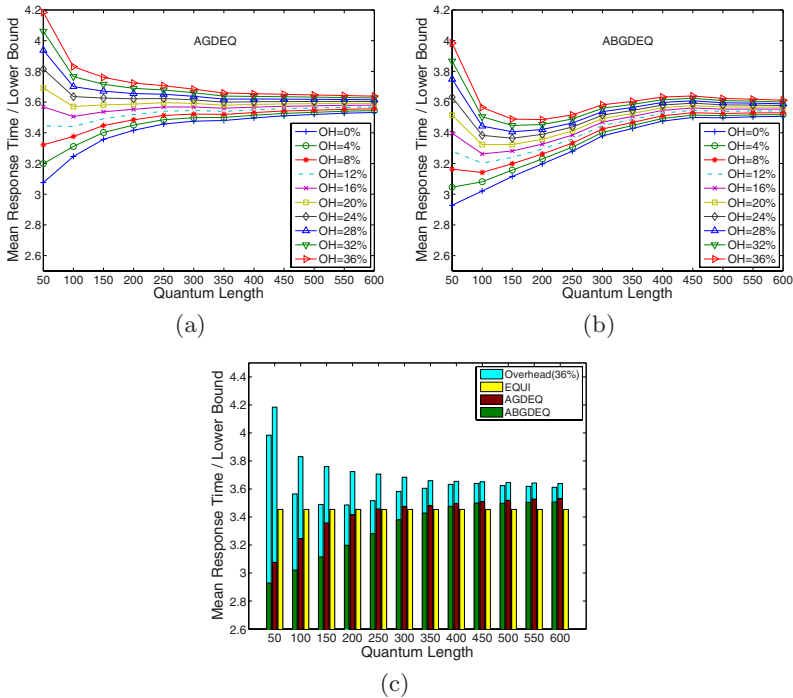 4.2
4
3.8
3.6
3.4
3.2
3
2.8
2.6
Mean Response Time / Lower Bound
AGDEQ
OH=0%
OH=4%
OH=8%
OH=12%
OH=16%
OH=20%
OH=24%
OH=28%
OH=32%
OH=36%
50 100 150 200 250 300 350 400 450 500 550 600
Quantum Length
(a)
4.2
4
3.8
3.6
3.4
3.2
3
2.8
2.6
Mean Response Time / Lower Bound
ABGDEQ
OH=0%
OH=4%
OH=8%
OH=12%
OH=16%
OH=20%
OH=24%
OH=28%
OH=32%
OH=36%
50 100 150 200 250 300 350 400 450 500 550 600
Quantum Length
(b)
4.4
4.2
4
3.8
3.6
3.4
3.2
3
2.8
2.6
Mean Response Time / Lower Bound
Overhead(36%)
EQUI
AGDEQ
ABGDEQ
50 100 150 200 250 300 350 400 450 500 550 600
Quantum Length
(c)